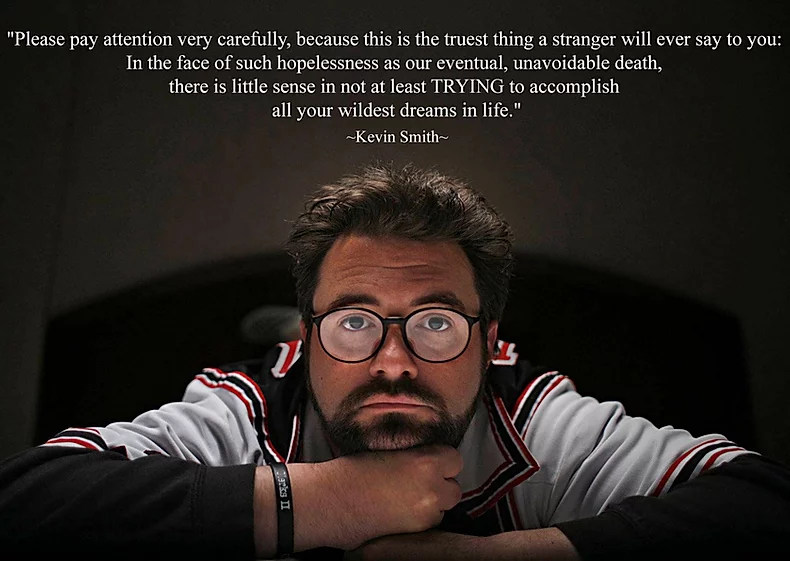 "Please pay attention very carefully, because this is the truest thing a stranger will ever say to you:
In the face of such hopelessness as our eventual, unavoidable death,
there is little sense in not at least TRYING to accomplish
all your wildest dreams in life."
~Kevin Smith~
II